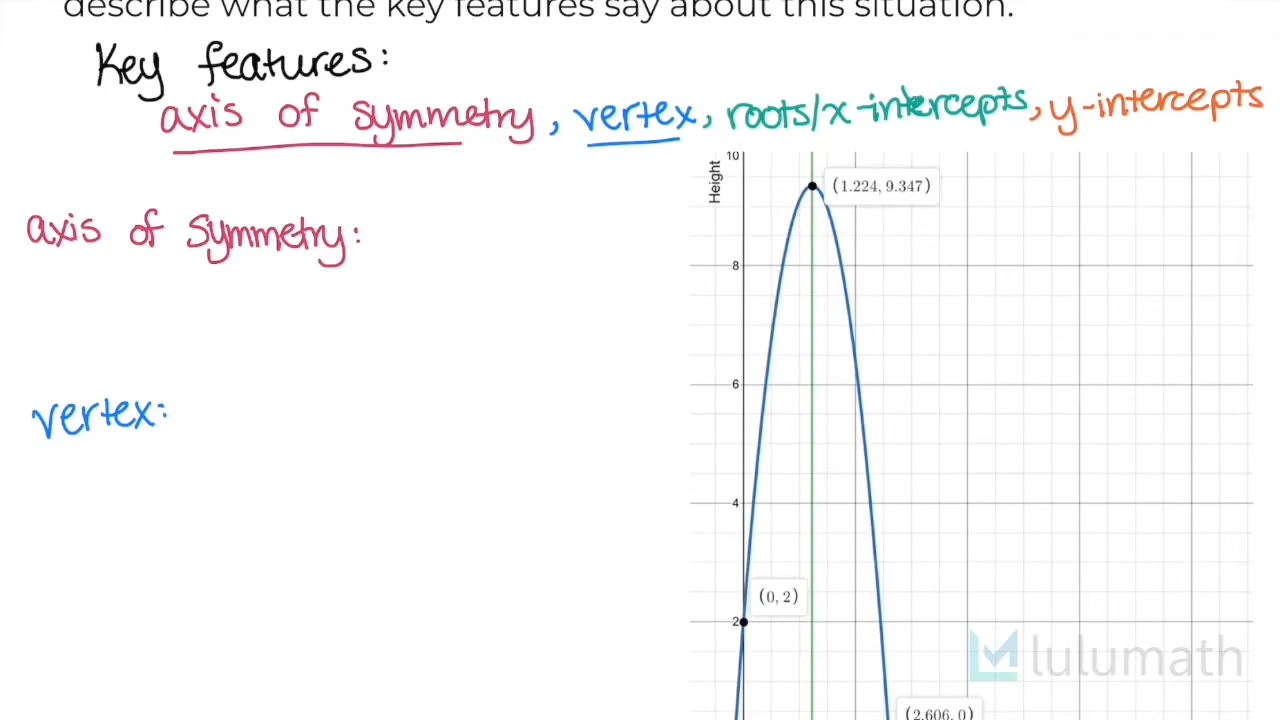 describe what the key features say about this situation.
Key features:
axis of symmetry, vertex, roots/x-intercepts, y-intercepts
10
Height
(1.224, 9.347)
axis of symmetry:
8
6
vertex:
4
(0, 2)
2
lulumath
(2.606, 0)